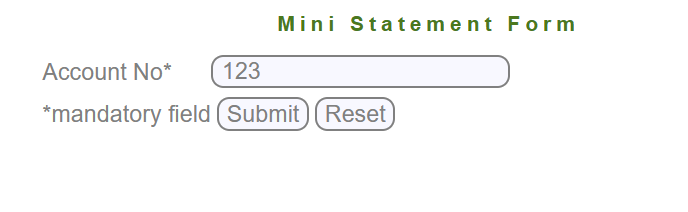 Mini Statement Form
Account No* 123
*mandatory field Submit Reset